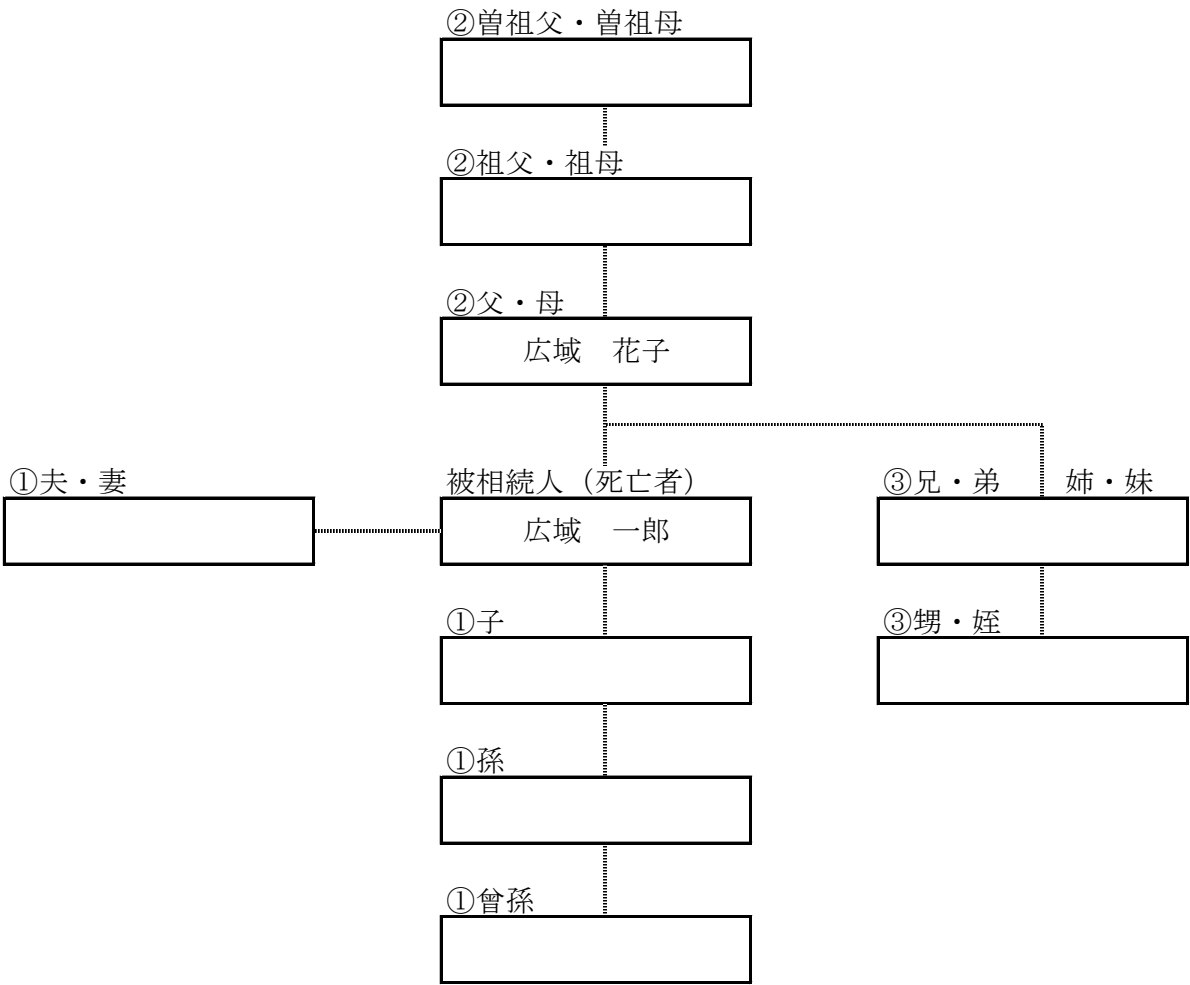 ②曽祖父・曽祖母
②祖父・祖母
②父・母
広域　花子
①夫・妻
被相続人（死亡者）
広域　一郎
③兄・弟　　姉・妹
①子
③甥・姪
①孫
①曾孫